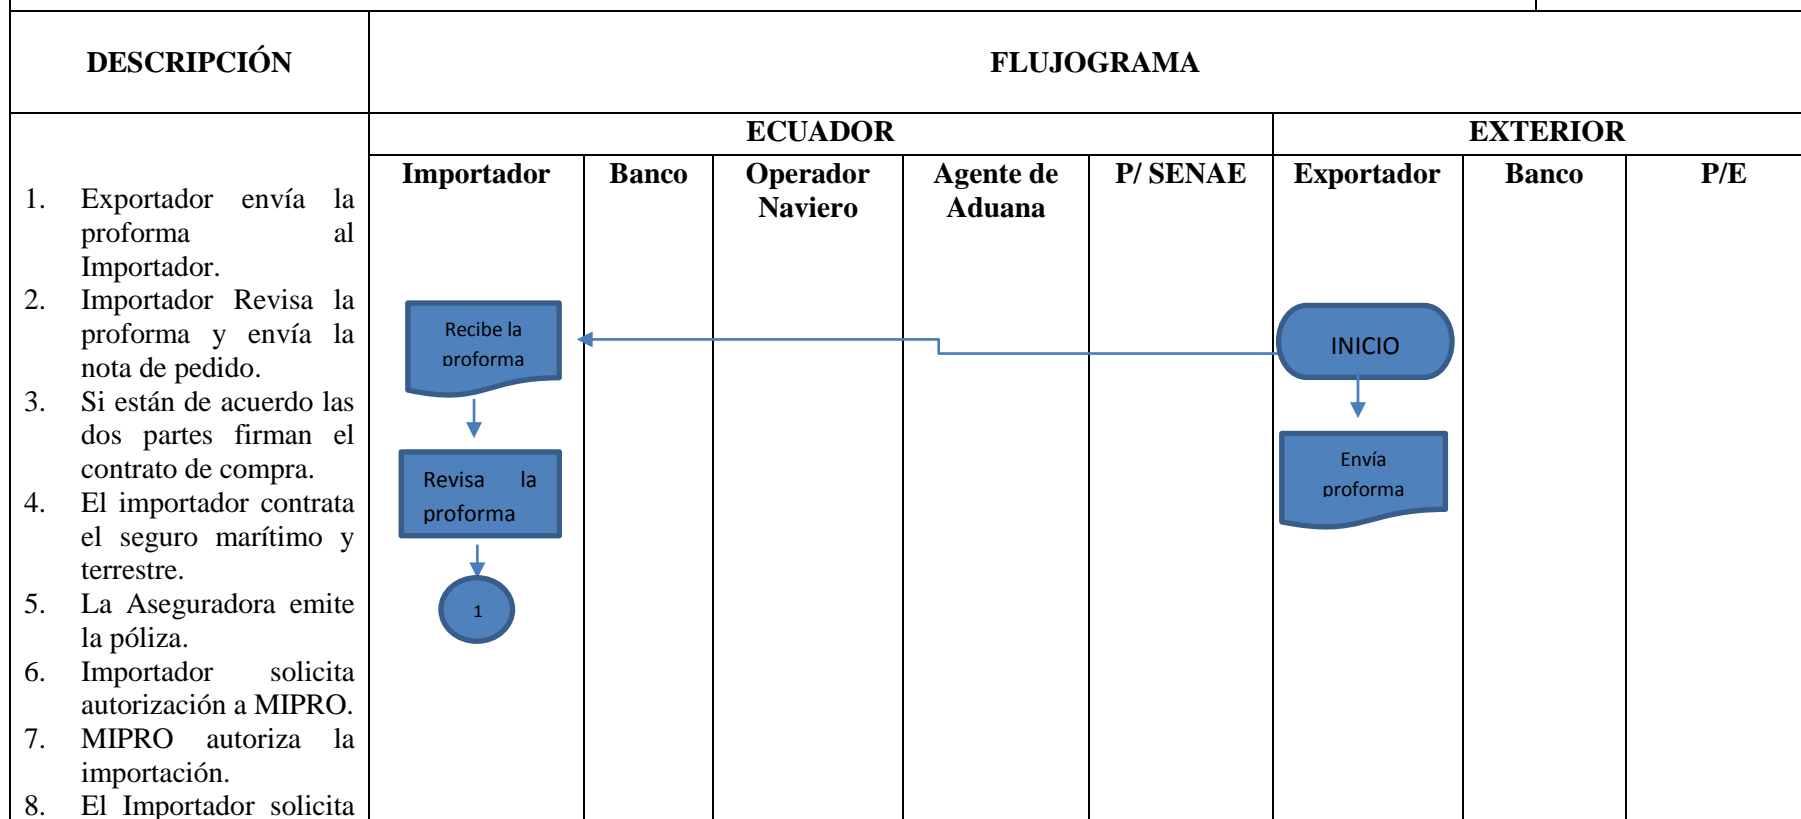 DESCRIPCIÓN
FLUJOGRAMA
ECUADOR
EXTERIOR
Importador
Banco
Operador
Naviero
Agente de
Aduana
P/ SENAE
Exportador
Banco
P/E
1. Exportador envía la
proforma al
Importador.
2. Importador Revisa la
proforma y envía la
nota de pedido.
3. Si están de acuerdo las
dos partes firman el
contrato de compra.
4. El importador contrata
el seguro marítimo y
terrestre.
5. La Aseguradora emite
la póliza.
6. Importador solicita
autorización a MIPRO.
7. MIPRO autoriza la
importación.
8. El Importador solicita
Recibe la
proforma
Revisa la
proforma
1
INICIO
Envía
proforma